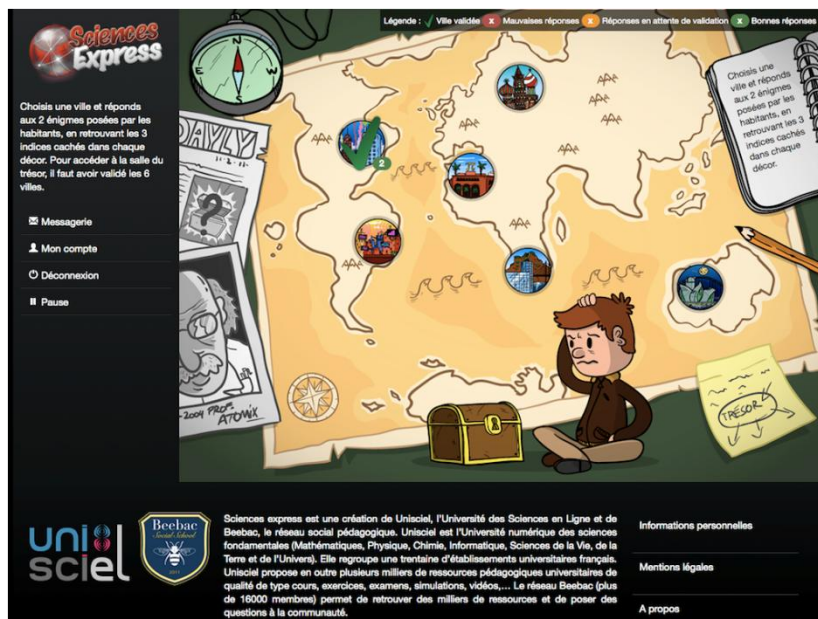 Sciences
Express
Légende : Ville validée x Mauvaises réponses x Réponses en attente de validation x Bonnes réponses
Choisis une ville et réponds
aux 2 énigmes posées par les
habitants, en retrouvant les 3
indices cachés dans chaque
décor. Pour accéder à la salle du
trésor, il faut avoir validé les 6
villes.
Messagerie
Mon compte
Déconnexion
Pause
N
W
E
S
DAYLY
?
2004 PROF.
ATOMIX
2
Choisis une
ville et réponds
aux 2 énigmes
posées par les
habitants, en
retrouvant les 3
indices cachés
dans chaque
décor.
TRÉSOR
uni
sciel
Beebac
Social School
2011
Sciences express est une création de Unisciel, l'Université des Sciences en Ligne et de
Beebac, le réseau social pédagogique. Unisciel est l'Université numérique des sciences
fondamentales (Mathématiques, Physique, Chimie, Informatique, Sciences de la Vie, de la
Terre et de l'Univers). Elle regroupe une trentaine d'établissements universitaires français.
Unisciel propose en outre plusieurs milliers de ressources pédagogiques universitaires de
qualité de type cours, exercices, examens, simulations, vidéos,... Le réseau Beebac (plus
de 16000 membres) permet de retrouver des milliers de ressources et de poser des
questions à la communauté.
Informations personnelles
Mentions légales
A propos